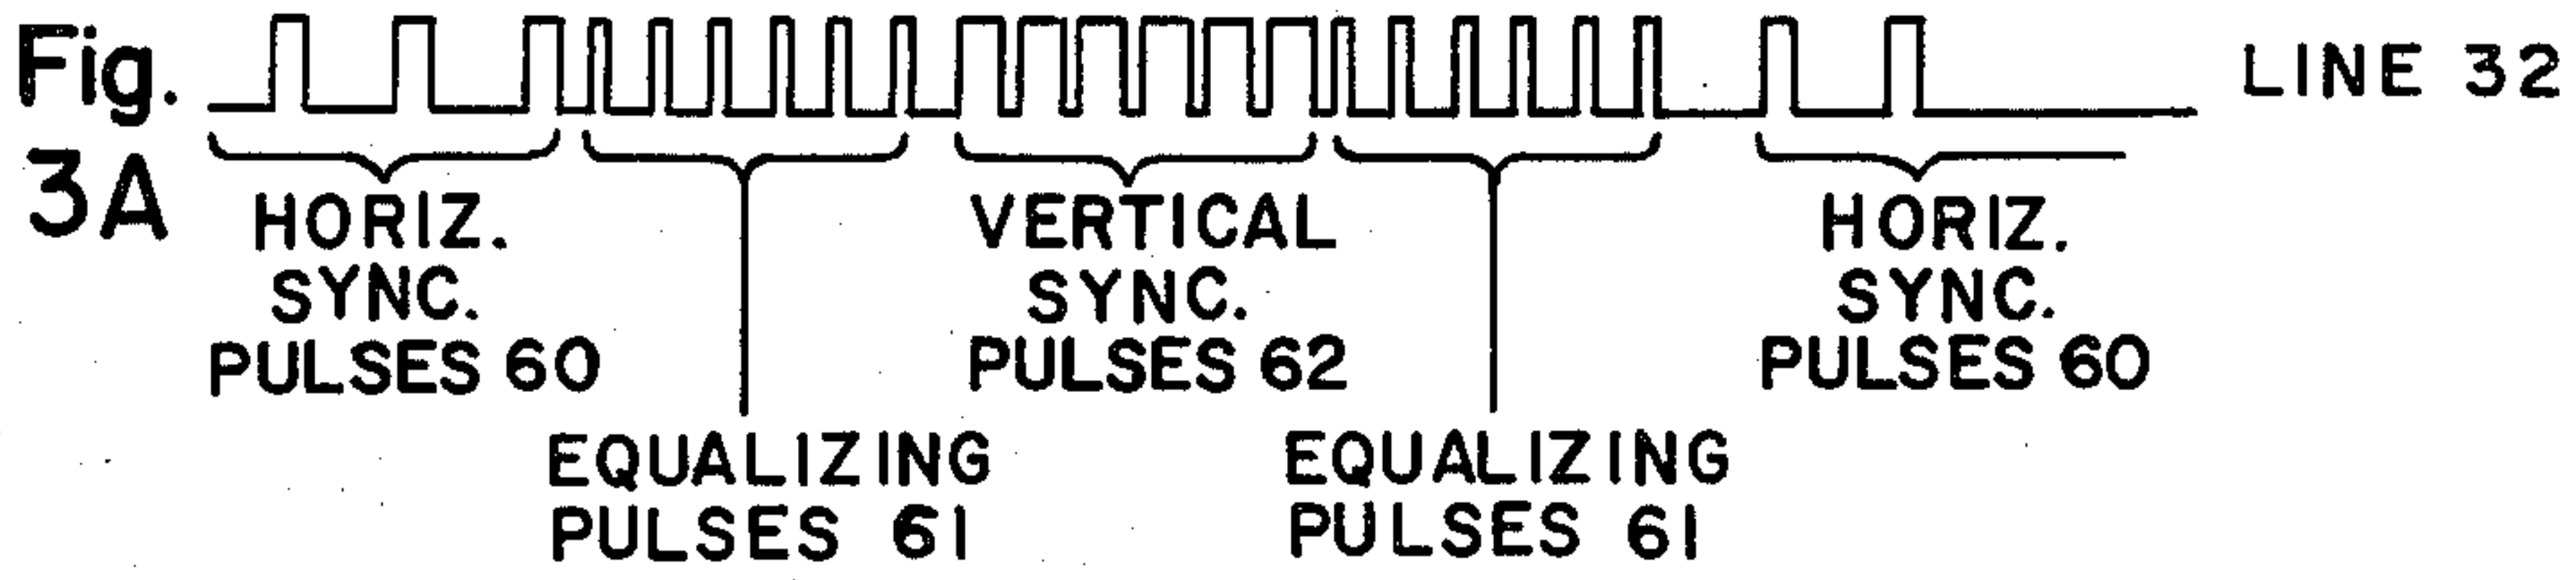 Fig.
3A
LINE 32
HORIZ.
SYNC.
PULSES 60
EQUALIZING
PULSES 61
VERTICAL
SYNC.
PULSES 62
EQUALIZING
PULSES 61
HORIZ.
SYNC.
PULSES 60